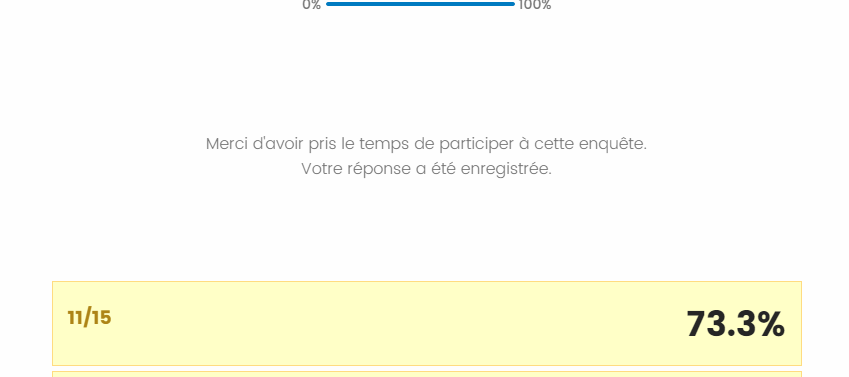 0% 100%
Merci d'avoir pris le temps de participer à cette enquête.
Votre réponse a été enregistrée.
11/15 73.3%